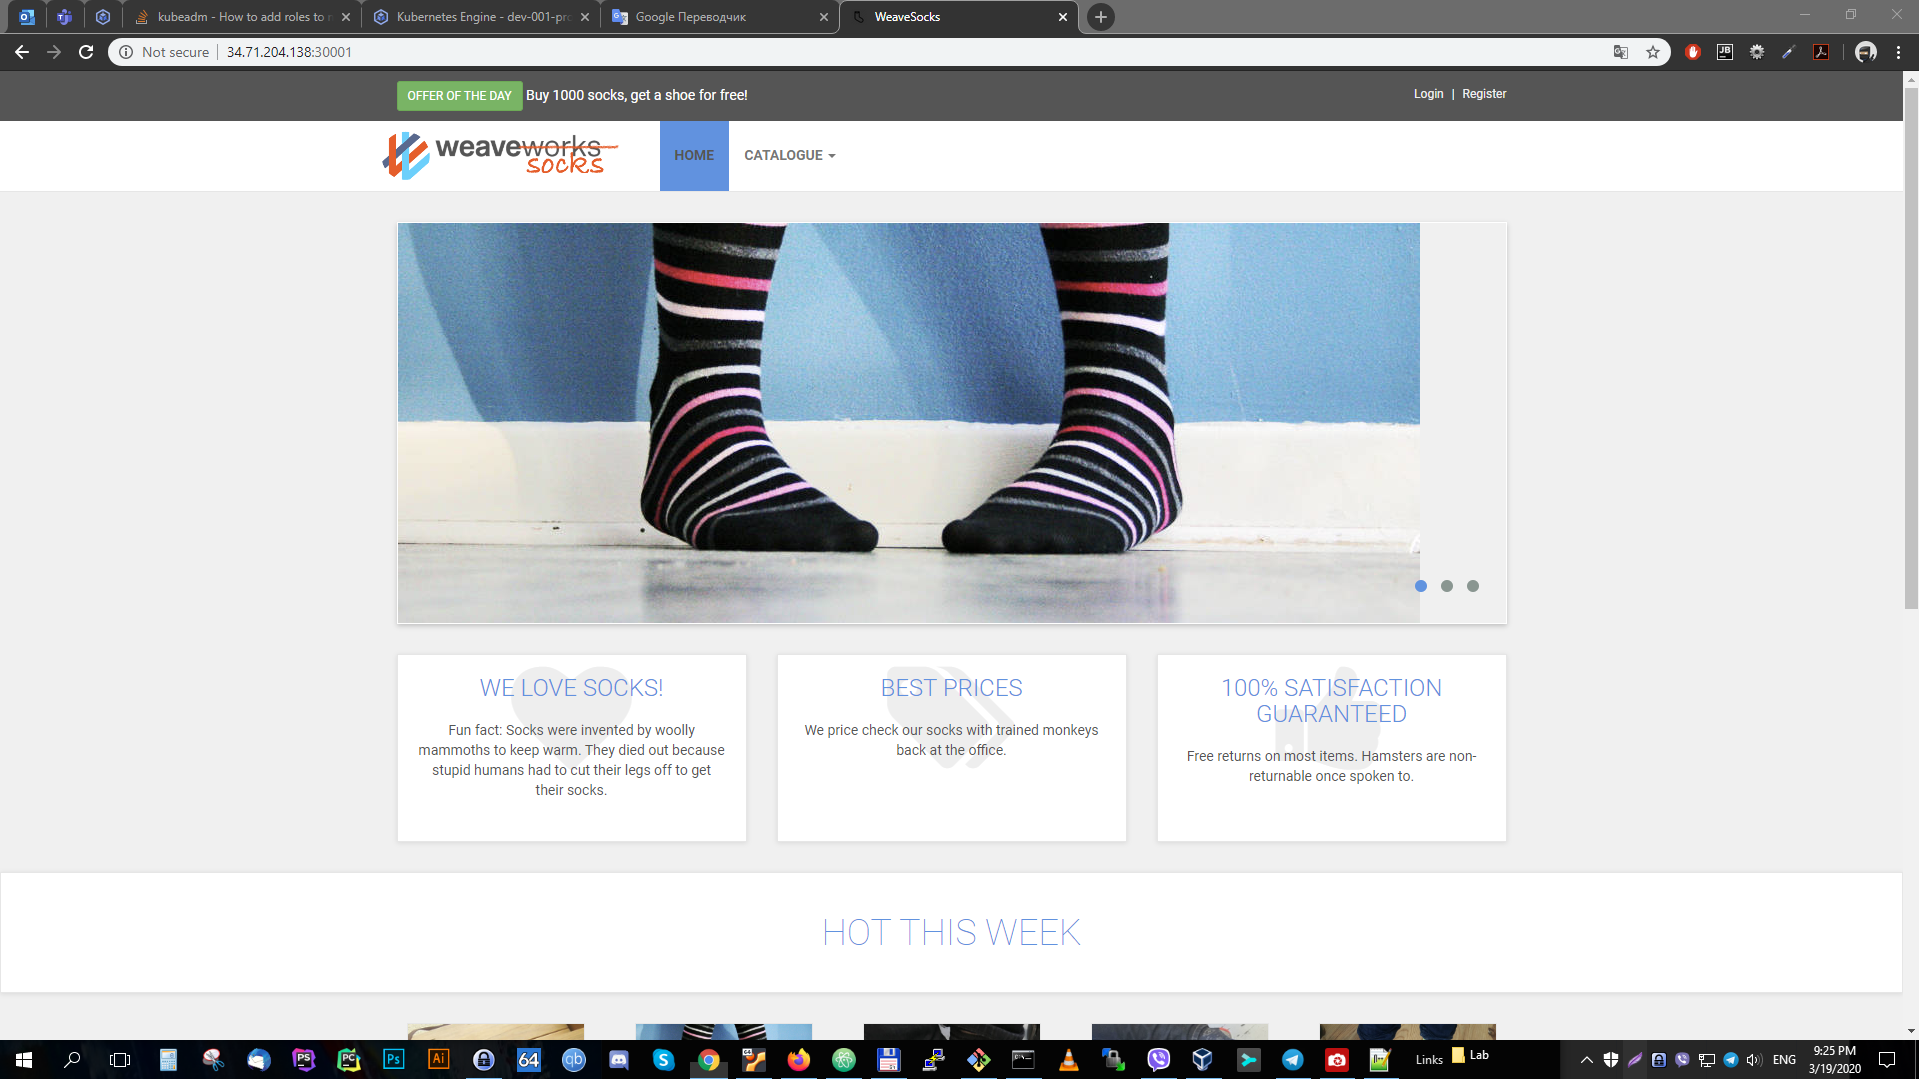 kubeadm - How to add roles to n
Kubernetes Engine - dev-001-pro
Google Переводчик
WeaveSocks
Not secure
34.71.204.138:30001
OFFER OF THE DAY Buy 1000 socks, get a shoe for free!
Login | Register
weaveworks
socks
HOME
CATALOGUE
WE LOVE SOCKS!
Fun fact: Socks were invented by woolly
mammoths to keep warm. They died out because
stupid humans had to cut their legs off to get
their socks.
BEST PRICES
We price check our socks with trained monkeys
back at the office.
100% SATISFACTION
GUARANTEED
Free returns on most items. Hamsters are non-
returnable once spoken to.
HOT THIS WEEK
Links
Lab
ENG
9:25 PM
3/19/2020